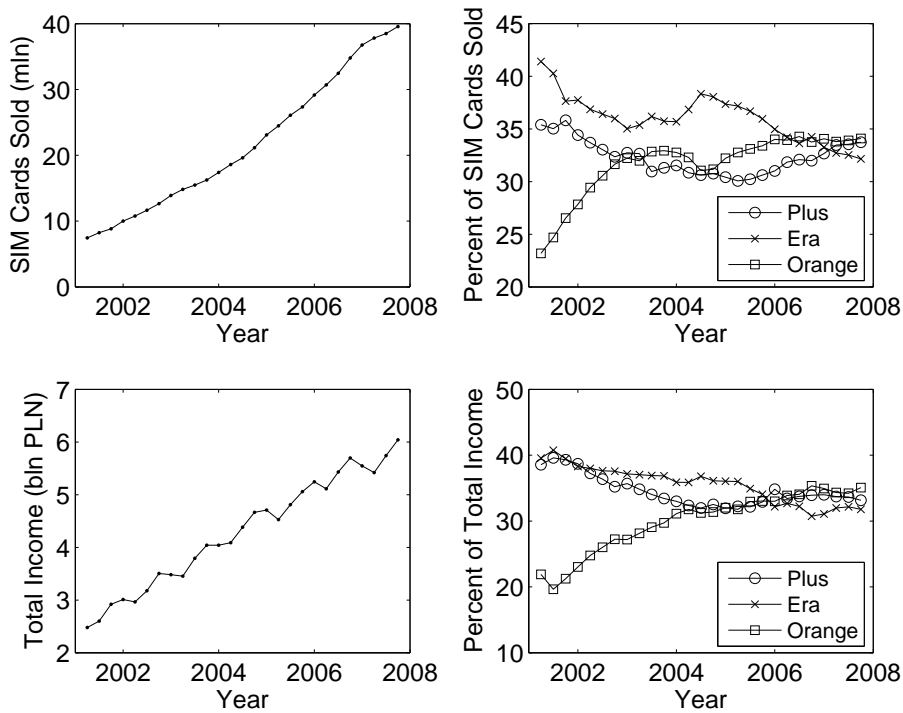 SIM Cards Sold (mln)
40
30
20
10
0
2002 2004 2006 2008
Year
Percent of SIM Cards Sold
45
40
35
30
25
20
2002 2004 2006 2008
Year
Plus
Era
Orange
Total Income (bln PLN)
7
6
5
4
3
2
2002 2004 2006 2008
Year
Percent of Total Income
50
40
30
20
10
2002 2004 2006 2008
Year
Plus
Era
Orange